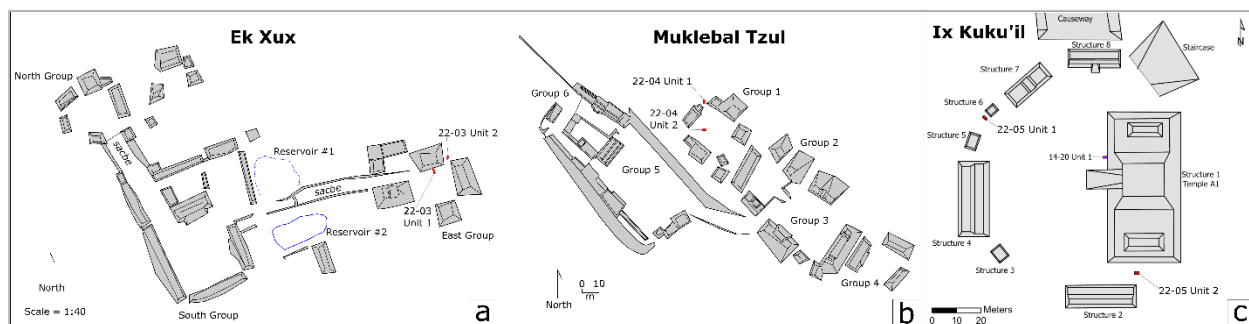 Ek Xux
North Group
sacbe
Reservoir #1
22-03 Unit 2
sacbe
22-03
Unit 1
Reservoir #2
East Group
North
Scale = 1:40
South Group
a
Muklebal Tzul
22-04 Unit 1
Group 1
Group 6
22-04
Unit 2
Group 2
Group 5
Group 3
Group 4
North
0 10
m
b
Ix Kuku'il
Causeway
N
Structure 8
Staircase
Structure 7
Structure 6
22-05 Unit 1
Structure 5
14-20 Unit 1
Structure 1
Temple A1
Structure 4
Structure 3
22-05 Unit 2
Structure 2
Meters
0 10 20
c